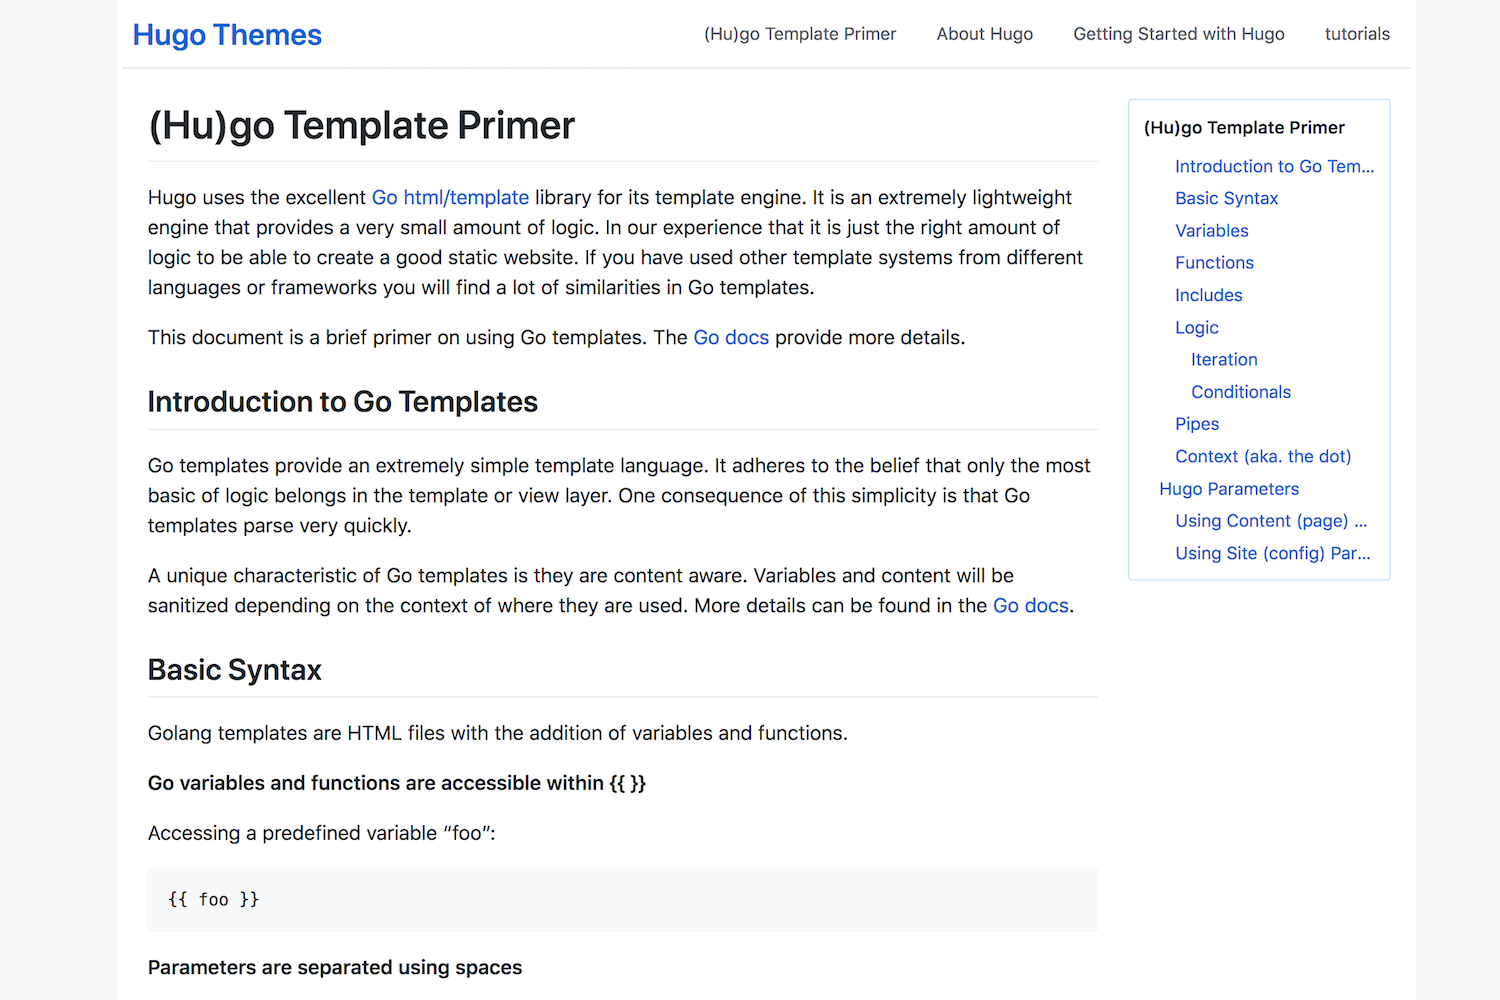 Hugo Themes
(Hu)go Template Primer
About Hugo
Getting Started with Hugo
tutorials
(Hu)go Template Primer
Hugo uses the excellent Go html/template library for its template engine. It is an extremely lightweight
engine that provides a very small amount of logic. In our experience that it is just the right amount of
logic to be able to create a good static website. If you have used other template systems from different
languages or frameworks you will find a lot of similarities in Go templates.
This document is a brief primer on using Go templates. The Go docs provide more details.
Introduction to Go Templates
Go templates provide an extremely simple template language. It adheres to the belief that only the most
basic of logic belongs in the template or view layer. One consequence of this simplicity is that Go
templates parse very quickly.
A unique characteristic of Go templates is they are content aware. Variables and content will be
sanitized depending on the context of where they are used. More details can be found in the Go docs.
Basic Syntax
Golang templates are HTML files with the addition of variables and functions.
Go variables and functions are accessible within {{ }}
Accessing a predefined variable “foo”:
{{ foo }}
Parameters are separated using spaces
(Hu)go Template Primer
Introduction to Go Tem...
Basic Syntax
Variables
Functions
Includes
Logic
Iteration
Conditionals
Pipes
Context (aka. the dot)
Hugo Parameters
Using Content (page) ...
Using Site (config) Par...